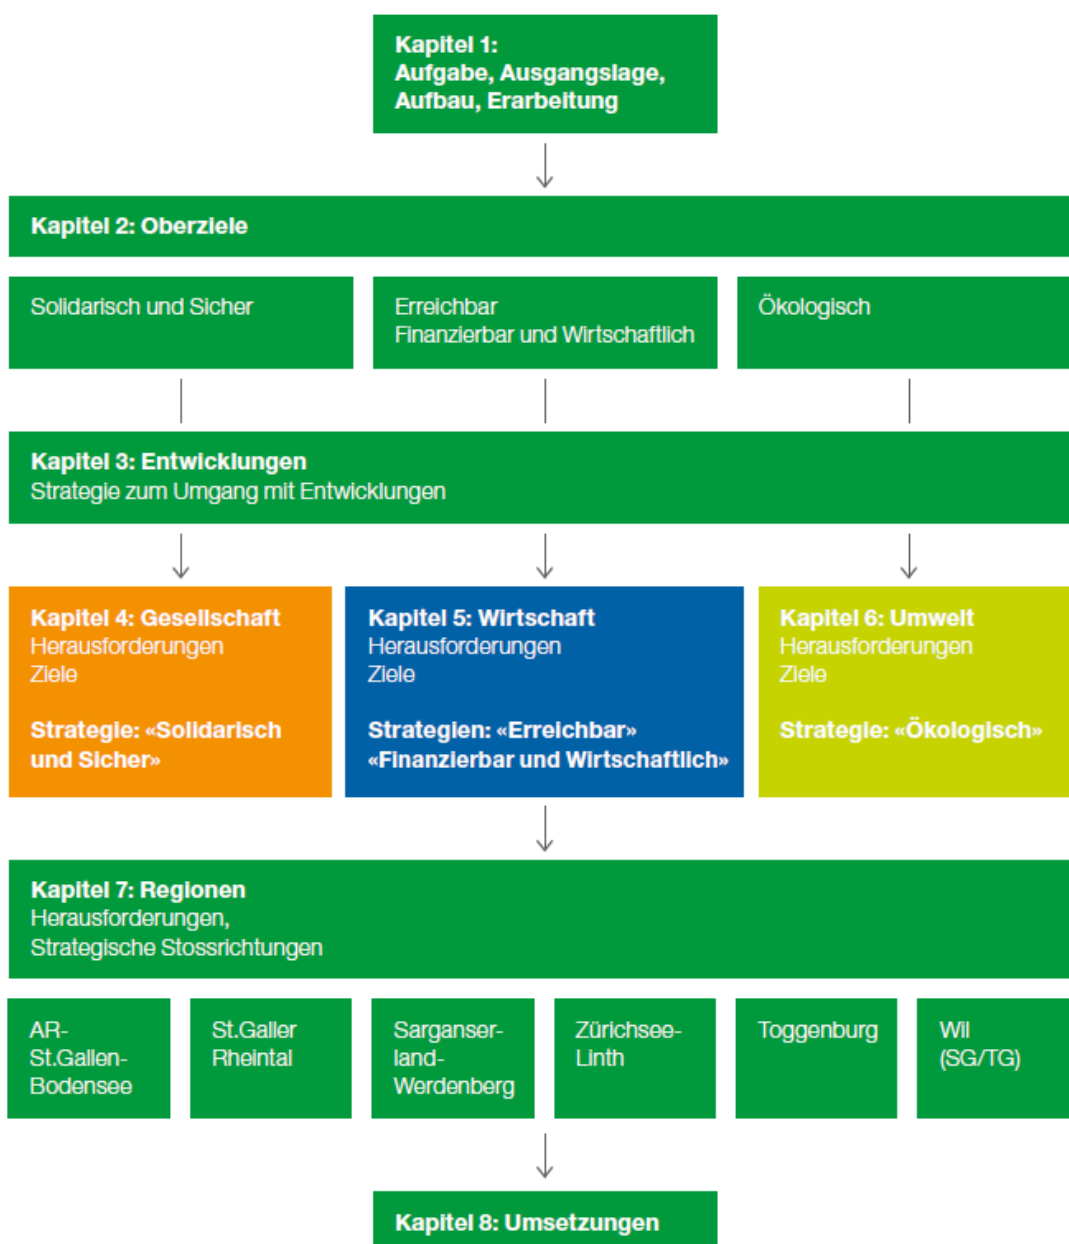 Kapitel 1:
Aufgabe, Ausgangslage,
Aufbau, Erarbeitung
Kapitel 2: Oberziele
Solidarisch und Sicher
Erreichbar
Finanzierbar und Wirtschaftlich
Ökologisch
Kapitel 3: Entwicklungen
Strategie zum Umgang mit Entwicklungen
Kapitel 4: Gesellschaft
Herausforderungen
Ziele
Strategie: «Solidarisch
und Sicher»
Kapitel 5: Wirtschaft
Herausforderungen
Ziele
Strategien: «Erreichbar»
«Finanzierbar und Wirtschaftlich»
Kapitel 6: Umwelt
Herausforderungen
Ziele
Strategie: «Ökologisch»
Kapitel 7: Regionen
Herausforderungen,
Strategische Stossrichtungen
AR-
St.Gallen-
Bodensee
St.Galler
Rheintal
Sarganser-
land-
Werdenberg
Zürichsee-
Linth
Toggenburg
Wil
(SG/TG)
Kapitel 8: Umsetzungen